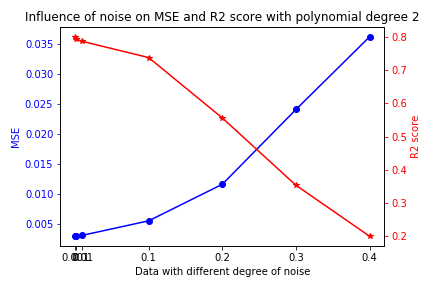 Influence of noise on MSE and R2 score with polynomial degree 2
0.035
0.030
0.025
0.020
0.015
0.010
0.005
MSE
0.8
0.7
0.6
0.5
0.4
0.3
0.2
R2 score
0.1 0.2 0.3 0.4
Data with different degree of noise